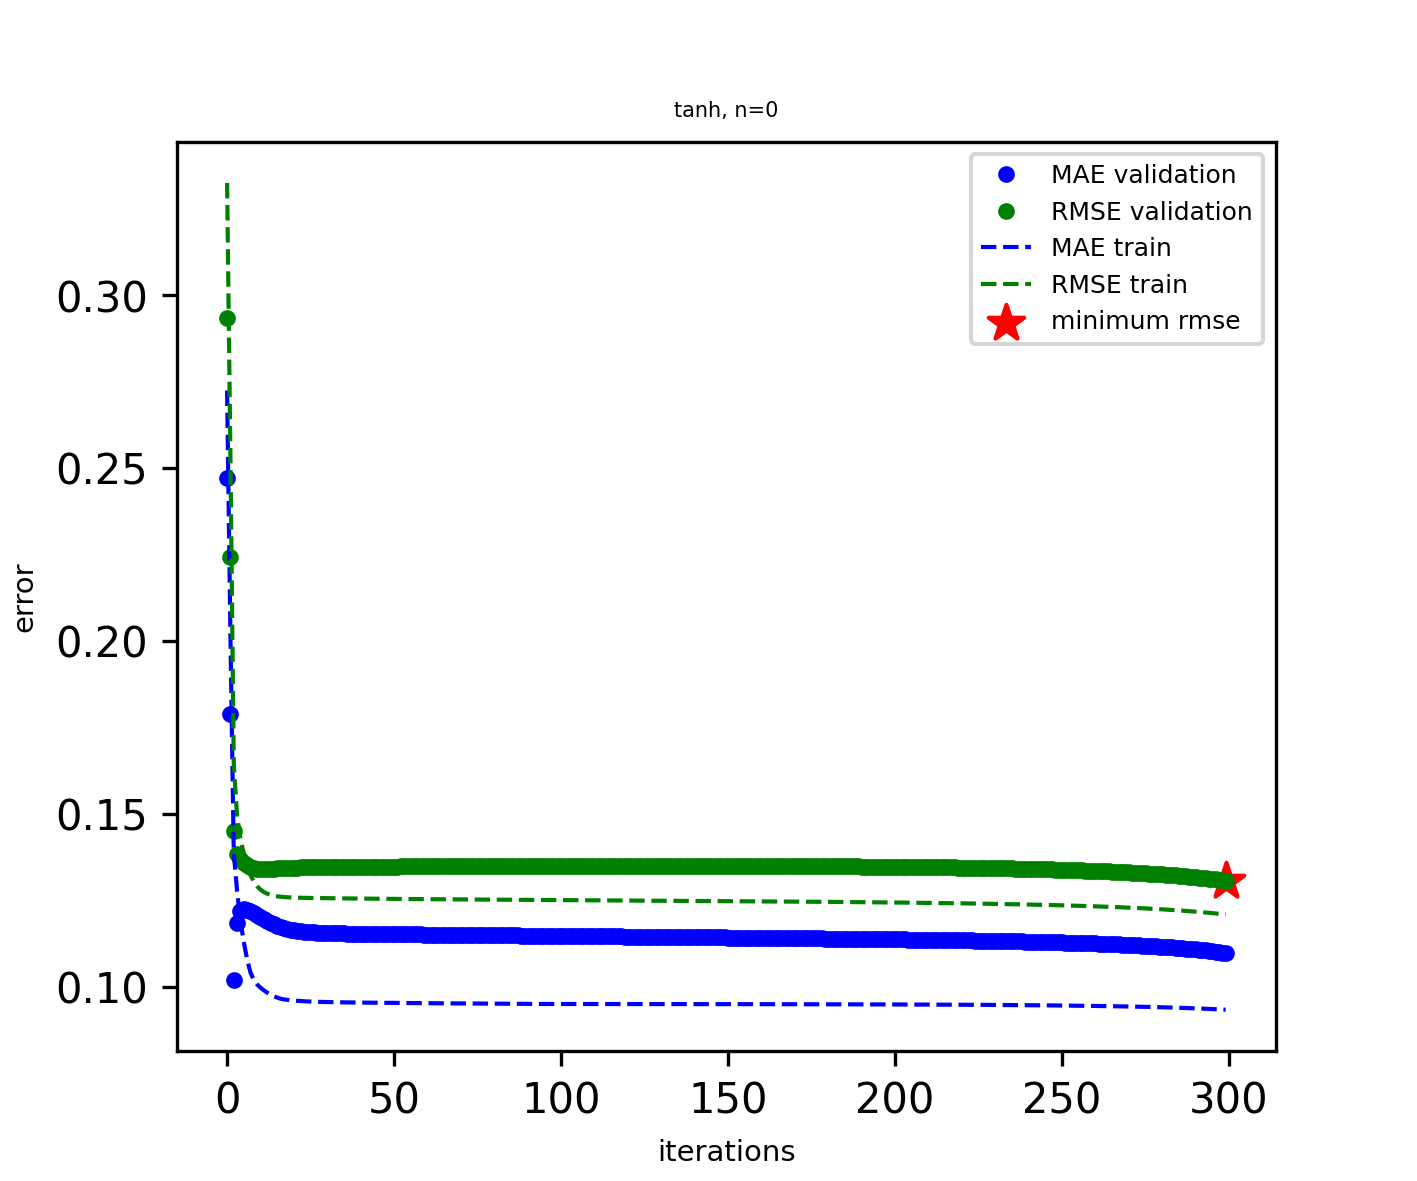 tanh, n=0
MAE validation
RMSE validation
MAE train
RMSE train
minimum rmse
0.30
0.25
0.20
0.15
0.10
error
0 50 100 150 200 250 300
iterations